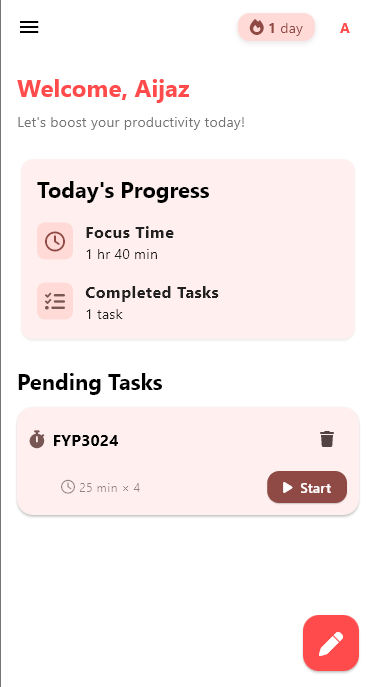 1 day
A
Welcome, Aijaz
Let's boost your productivity today!
Today's Progress
Focus Time
1 hr 40 min
Completed Tasks
1 task
Pending Tasks
FYP3024
25 min × 4
Start